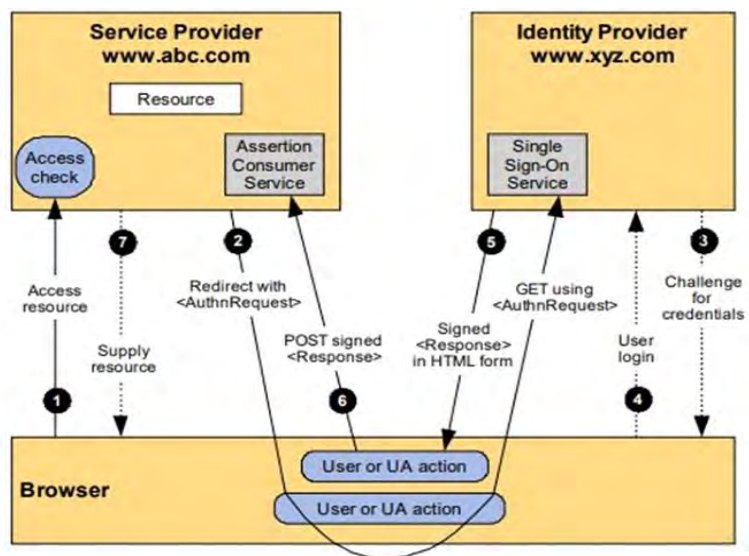 Service Provider
www.abc.com
Resource
Access
check
Assertion
Consumer
Service
Identity Provider
www.xyz.com
Single
Sign-On
Service
7
2
5
3
Access
resource
Redirect with
<AuthnRequest>
GET using
<AuthnRequest>
Challenge
for
credentials
Supply
resource
POST signed
<Response>
Signed
<Response>
in HTML form
User
login
1
6
4
Browser
User or UA action
User or UA action